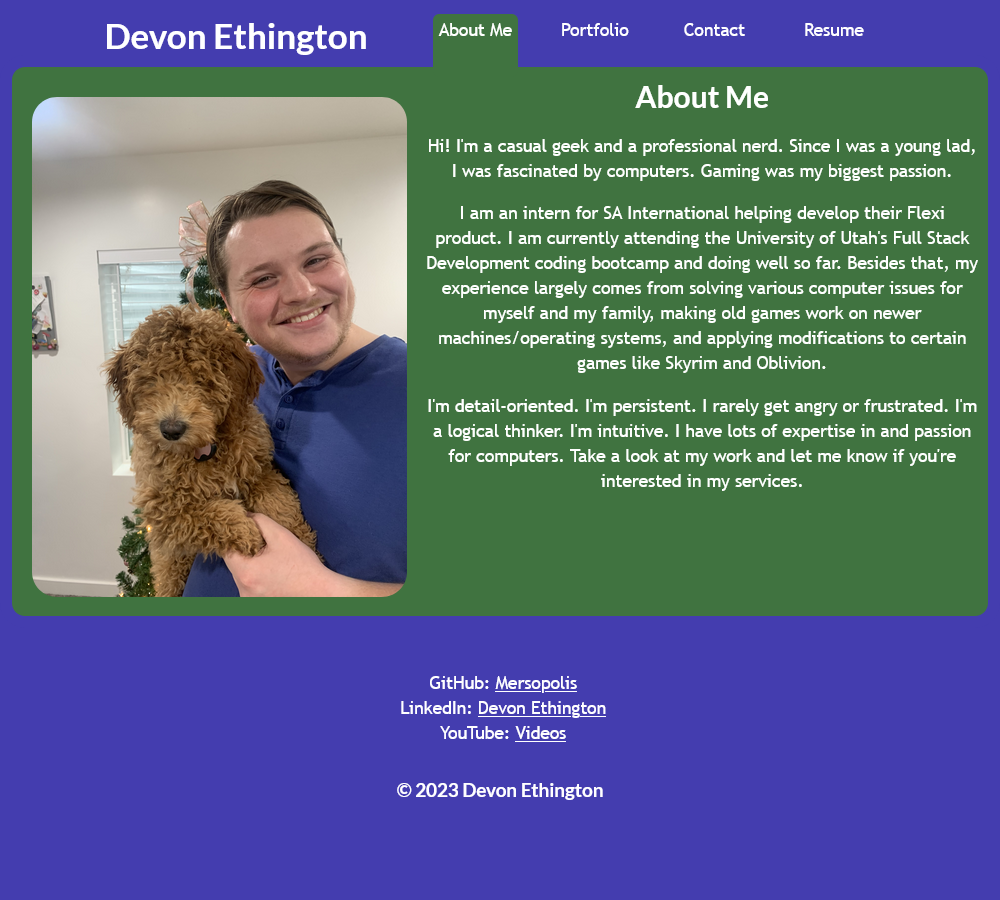 Devon Ethington
About Me
Portfolio
Contact
Resume
About Me
Hi! I'm a casual geek and a professional nerd. Since I was a young lad,
I was fascinated by computers. Gaming was my biggest passion.
I am an intern for SA International helping develop their Flexi
product. I am currently attending the University of Utah's Full Stack
Development coding bootcamp and doing well so far. Besides that, my
experience largely comes from solving various computer issues for
myself and my family, making old games work on newer
machines/operating systems, and applying modifications to certain
games like Skyrim and Oblivion.
I'm detail-oriented. I'm persistent. I rarely get angry or frustrated. I'm
a logical thinker. I'm intuitive. I have lots of expertise in and passion
for computers. Take a look at my work and let me know if you're
interested in my services.
GitHub: Mersopolis
LinkedIn: Devon Ethington
YouTube: Videos
© 2023 Devon Ethington